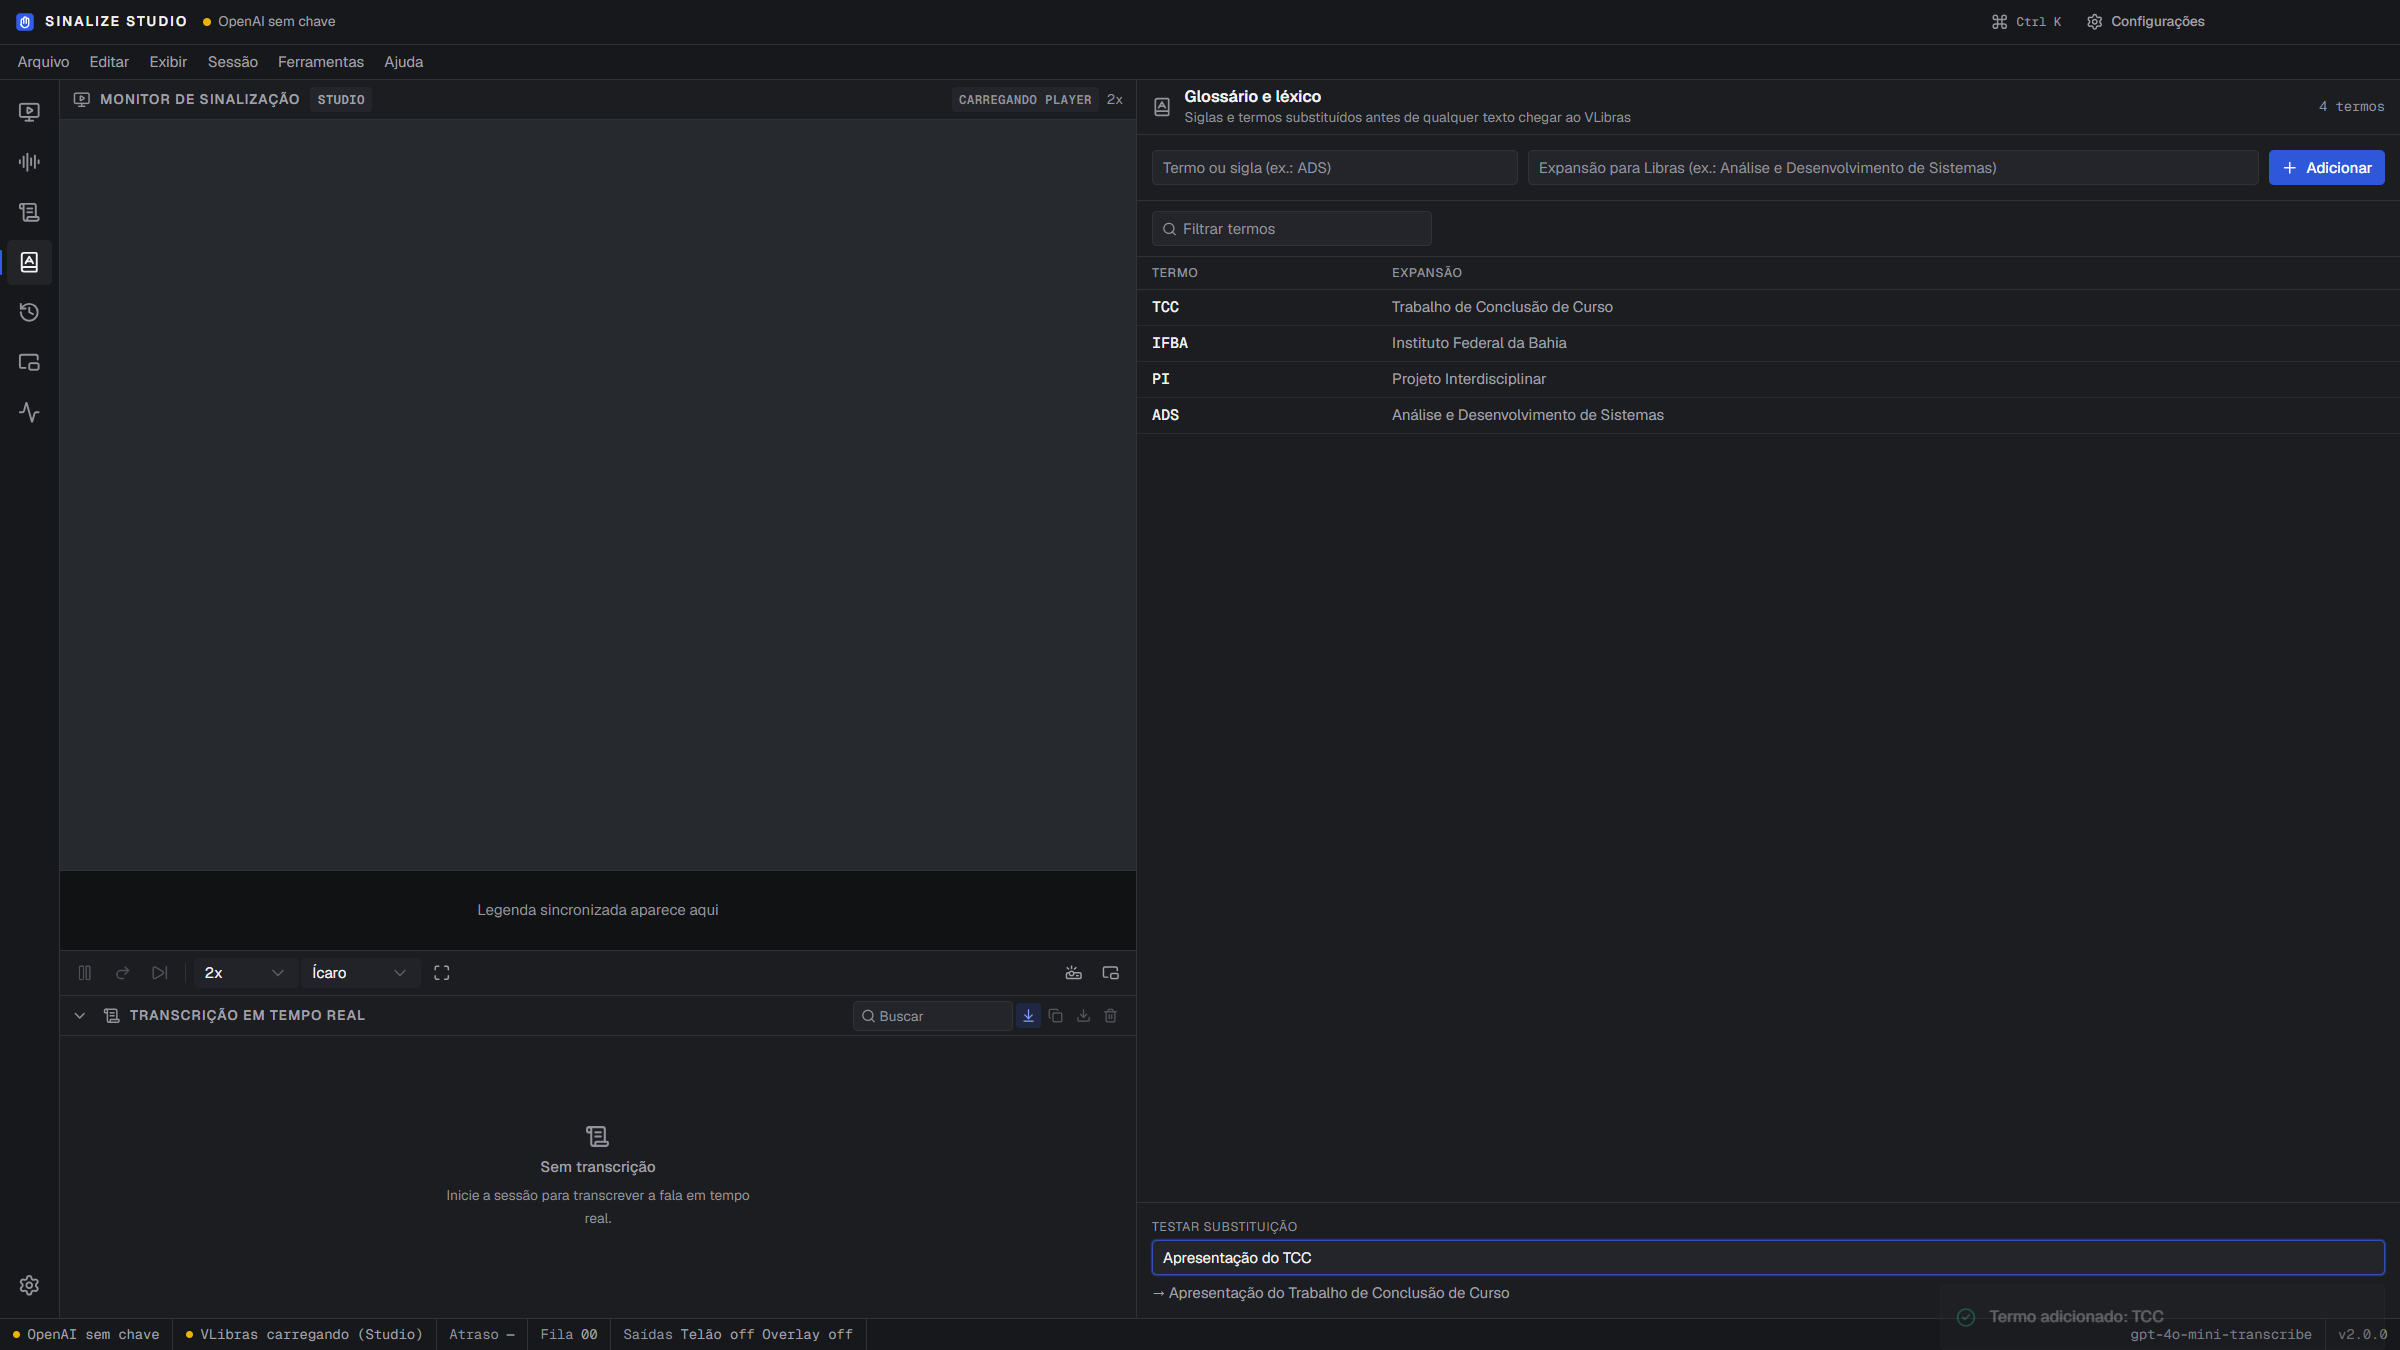 SINALIZE STUDIO
OpenAI sem chave
Ctrl K
Configurações
Arquivo
Editar
Exibir
Sessão
Ferramentas
Ajuda
MONITOR DE SINALIZAÇÃO
STUDIO
CARREGANDO PLAYER
2x
Legenda sincronizada aparece aqui
2x
Ícaro
TRANSCRIÇÃO EM TEMPO REAL
Buscar
Sem transcrição
Inicie a sessão para transcrever a fala em tempo
real.
Glossário e léxico
Siglas e termos substituídos antes de qualquer texto chegar ao VLibras
4 termos
Termo ou sigla (ex.: ADS)
Expansão para Libras (ex.: Análise e Desenvolvimento de Sistemas)
Adicionar
Filtrar termos
TERMO
EXPANSÃO
TCC
Trabalho de Conclusão de Curso
IFBA
Instituto Federal da Bahia
PI
Projeto Interdisciplinar
ADS
Análise e Desenvolvimento de Sistemas
TESTAR SUBSTITUIÇÃO
Apresentação do TCC
→ Apresentação do Trabalho de Conclusão de Curso
Termo adicionado: TCC
OpenAI sem chave
VLibras carregando (Studio)
Atraso —
Fila 00
Saídas Telão off Overlay off
gpt-4o-mini-transcribe
v2.0.0